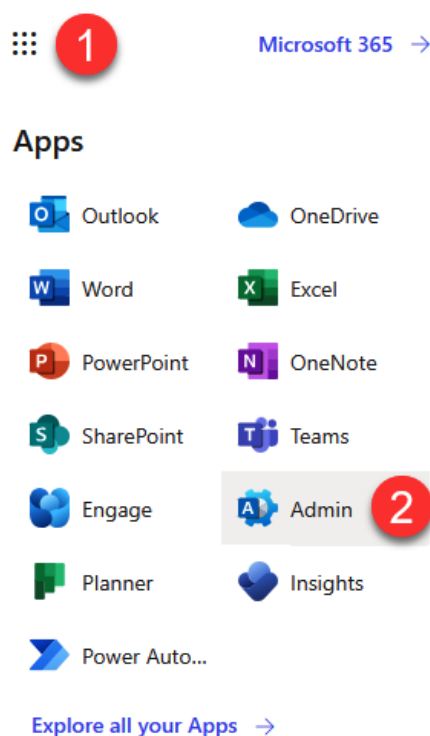 1 Microsoft 365 →
Apps
Outlook OneDrive
Word Excel
PowerPoint OneNote
SharePoint Teams
Engage Admin 2
Planner Insights
Power Auto...
Explore all your Apps →